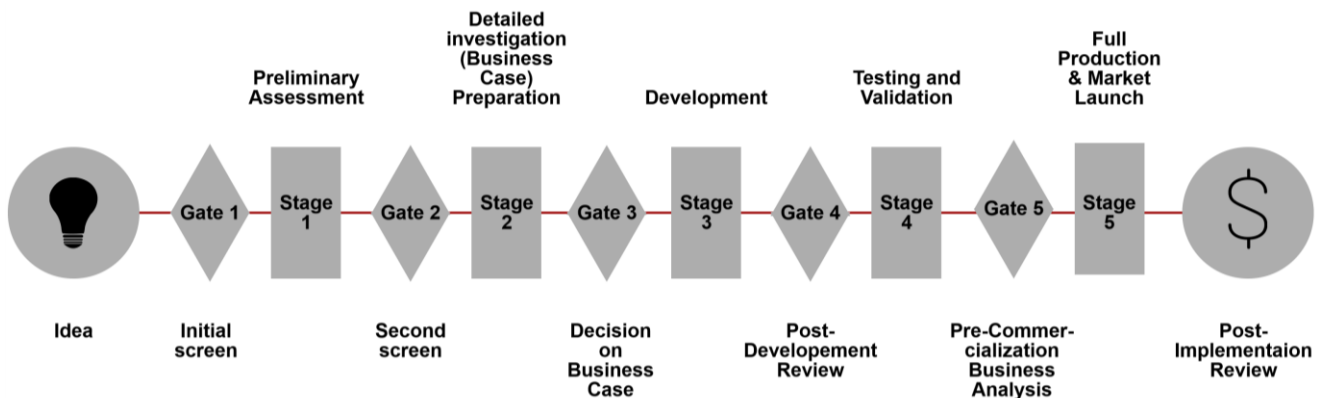 Detailed
investigation
(Business
Case)
Preparation
Full
Production
& Market
Launch
Preliminary
Assessment
Development
Testing and
Validation
Gate 1
Stage
1
Gate 2
Stage
2
Gate 3
Stage
3
Gate 4
Stage
4
Gate 5
Stage
5
$
Idea
Initial
screen
Second
screen
Decision
on
Business
Case
Post-
Developement
Review
Pre-Commer-
cialization
Business
Analysis
Post-
Implementaion
Review